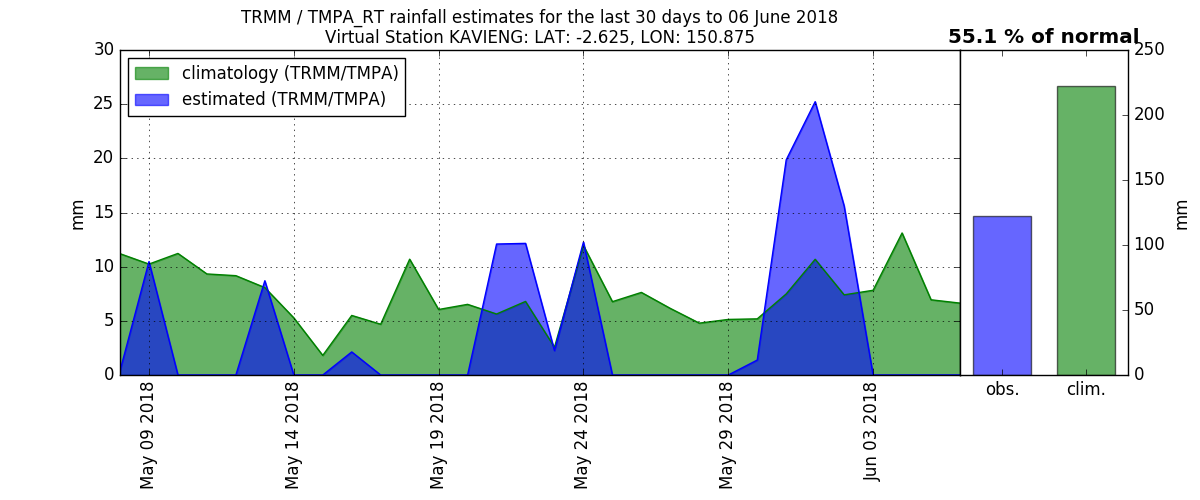 TRMM / TMPA_RT rainfall estimates for the last 30 days to 06 June 2018
Virtual Station KAVIENG: LAT: -2.625, LON: 150.875
55.1 % of normal
climatology (TRMM/TMPA)
estimated (TRMM/TMPA)
30
25
20
15
10
5
0
mm
250
200
150
100
50
0
mm
May 09 2018
May 14 2018
May 19 2018
May 24 2018
May 29 2018
Jun 03 2018
obs.
clim.